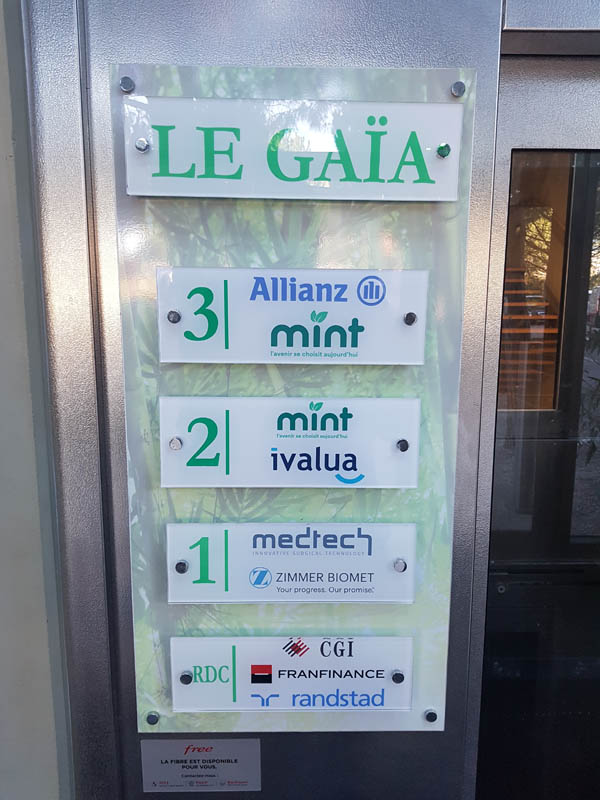 LE GAÏA
3
Allianz
mint
l'avenir se choisit aujourd'hui
2
mint
l'avenir se choisit aujourd'hui
ivalua
1
medtech
INNOVATIVE SURGICAL TECHNOLOGY
ZIMMER BIOMET
Your progress. Our promise.
RDC
CGI
FRANFINANCE
randstad
free
LA FIBRE EST DISPONIBLE
POUR VOUS.
Contactez-nous :